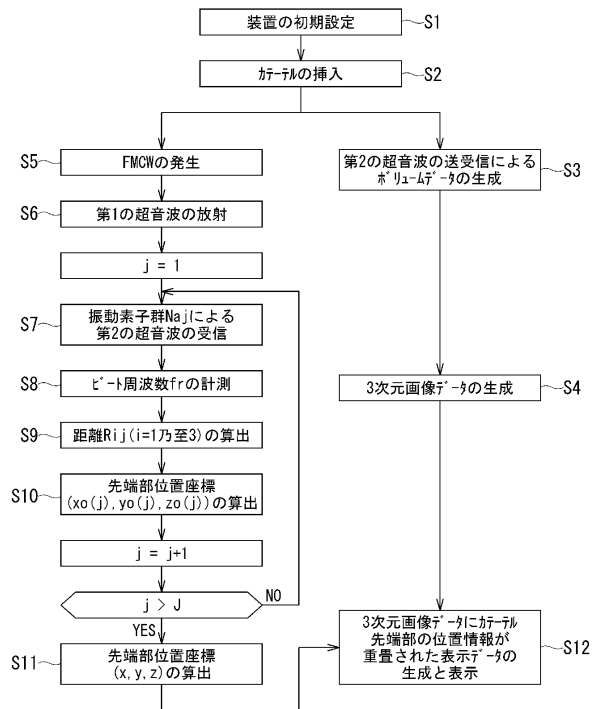 装置の初期設定
S1
カテーテルの挿入
S2
S5
FMCWの発生
第2の超音波の送受信による
ボリュームデータの生成
S3
S6
第1の超音波の放射
j = 1
S7
振動素子群Najによる
第2の超音波の受信
S8
ビート周波数frの計測
3次元画像データの生成
S4
S9
距離Rij(i=1乃至3)の算出
S10
先端部位置座標
(xo(j),yo(j),zo(j))の算出
j = j+1
j > J
NO
YES
S11
先端部位置座標
(x,y,z)の算出
3次元画像データにカテーテル
先端部の位置情報が
重畳された表示データの
生成と表示
S12